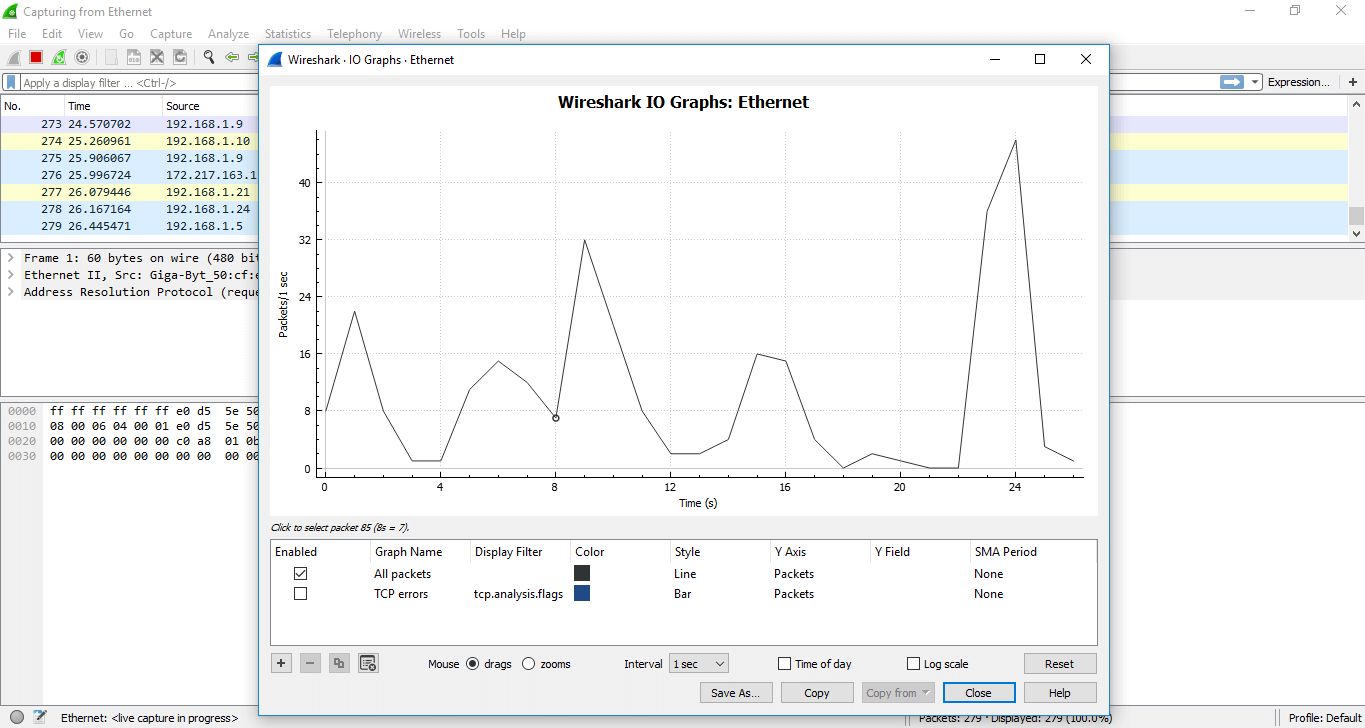 Capturing from Ethernet
File Edit View Go Capture Analyze Statistics Telephony Wireless Tools Help
Apply a display filter ... <Ctrl-/>
Expression... +
No. Time Source
273 24.570702 192.168.1.9
274 25.260961 192.168.1.10
275 25.906067 192.168.1.9
276 25.996724 172.217.163.1
277 26.079446 192.168.1.21
278 26.167164 192.168.1.24
279 26.445471 192.168.1.5
Frame 1: 60 bytes on wire (480 bit
Ethernet II, Src: Giga-Byt_50:cf:e
Address Resolution Protocol (reque
0000 ff ff ff ff ff ff e0 d5 5e 50
0010 08 00 06 04 00 01 e0 d5 5e 50
0020 00 00 00 00 00 00 c0 a8 01 0b
0030 00 00 00 00 00 00 00 00 00 00
Wireshark · IO Graphs · Ethernet
Wireshark IO Graphs: Ethernet
Packets/1 sec
40
32
24
16
8
0
0 4 8 12 16 20 24
Time (s)
Click to select packet 85 (8s = 7).
Enabled Graph Name Display Filter Color Style Y Axis Y Field SMA Period
All packets Line Packets None
TCP errors tcp.analysis.flags Bar Packets None
Mouse drags zooms Interval 1 sec Time of day Log scale Reset
Save As... Copy Copy from Close Help
Ethernet: <live capture in progress>
Packets: 279 · Displayed: 279 (100.0%)
Profile: Default